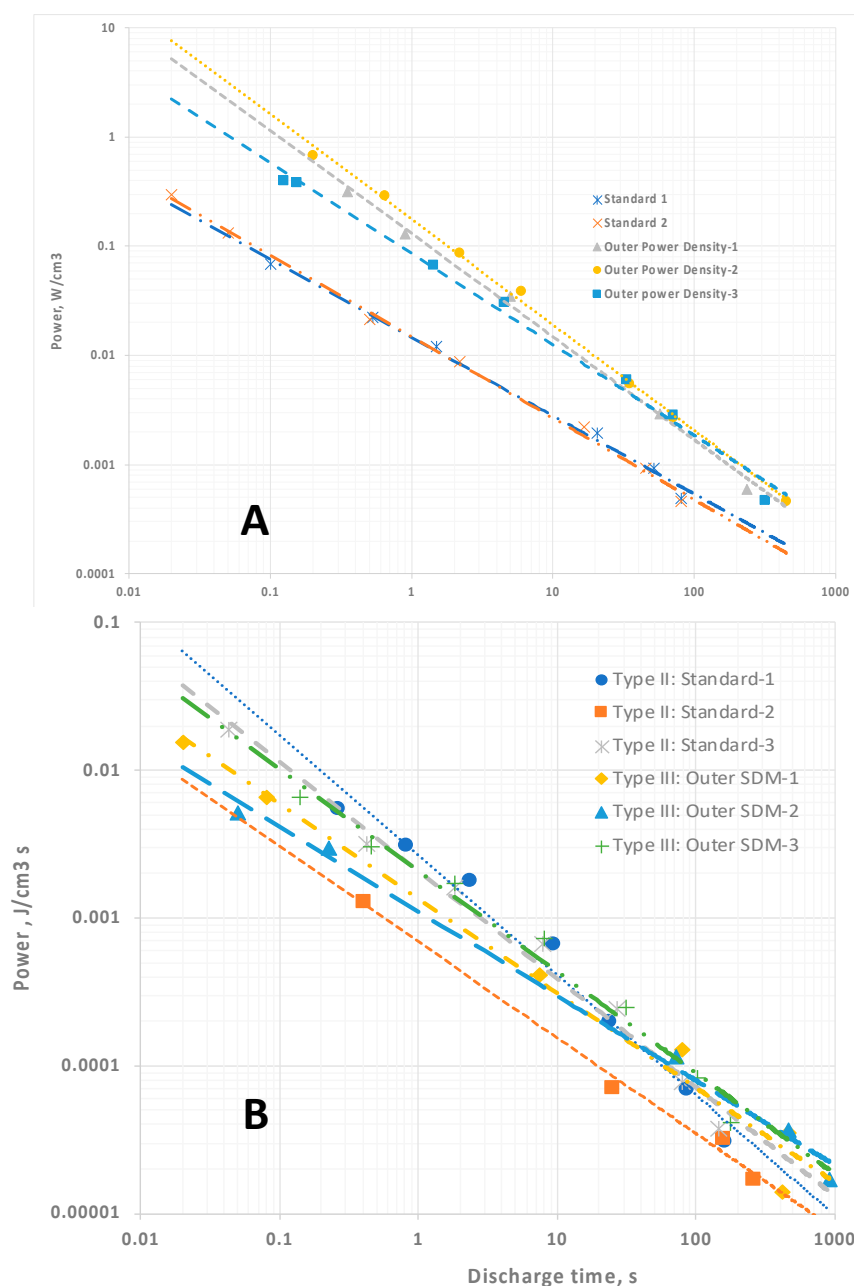 10
1
0.1
0.01
0.001
0.0001
Power, W/cm3
Standard 1
Standard 2
Outer Power Density-1
Outer Power Density-2
Outer power Density-3
A
0.01
0.1
1
10
100
1000
0.1
0.01
0.001
0.0001
0.00001
Power , J/cm3 s
Type II: Standard-1
Type II: Standard-2
Type II: Standard-3
Type III: Outer SDM-1
Type III: Outer SDM-2
Type III: Outer SDM-3
B
0.01
0.1
1
10
100
1000
Discharge time, s